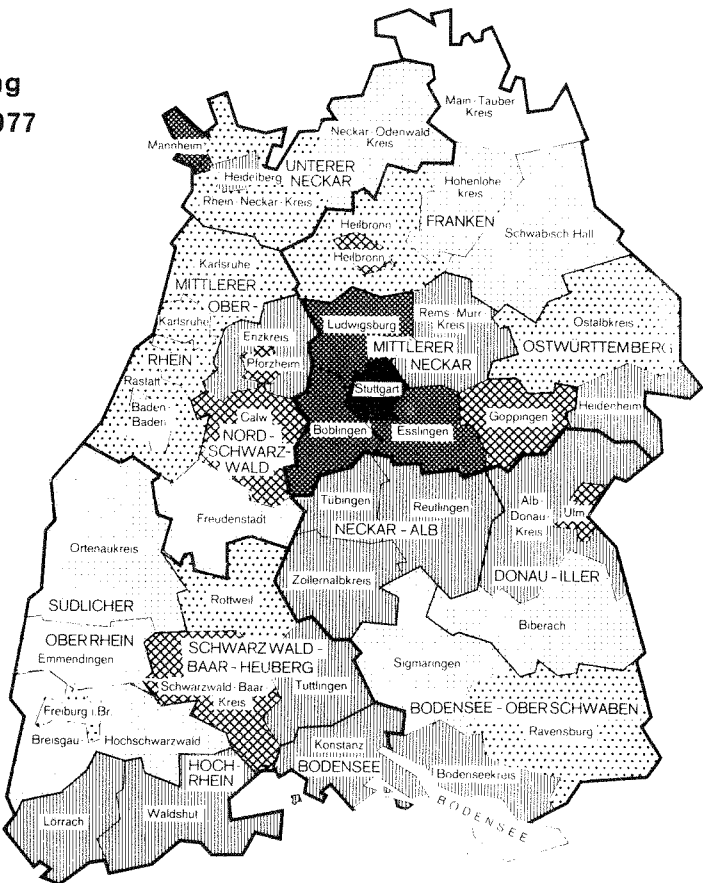 g
977
Main-Tauber
Kreis
Neckar-Odenwald
Kreis
Mannheim
UNTERER
NECKAR
Heidelberg
Rhein-Neckar-Kreis
Hohenlohe
kreis
FRANKEN
Heilbronn
Heilbronn
Schwäbisch Hall
Karlsruhe
MITTLERER
OBER-
Karlsruhe
RHEIN
Rastatt
Baden-
Baden
Enzkreis
Pforzheim
Ludwigsburg
Rems-Murr-
Kreis
MITTLERER
NECKAR
Stuttgart
Ostalbkreis
OSTWÜRTTEMBERG
Heidenheim
Calw
NORD-
SCHWARZ-
WALD
Böblingen
Esslingen
Göppingen
Freudenstadt
Tübingen
Reutlingen
NECKAR-ALB
Zollernalbkreis
Alb-
Donau-
Kreis
Ulm
DONAU-ILLER
Biberach
Ortenaukreis
SÜDLICHER
OBERRHEIN
Emmendingen
Rottweil
SCHWARZWALD-
BAAR-HEUBERG
Schwarzwald-Baar
Kreis
Tuttlingen
Sigmaringen
BODENSEE-OBERSCHWABEN
Ravensburg
Freiburg i.Br.
Breisgau-Hochschwarzwald
HOCH-
RHEIN
Konstanz
BODENSEE
Bodenseekreis
BODENSEE
Lörrach
Waldshut